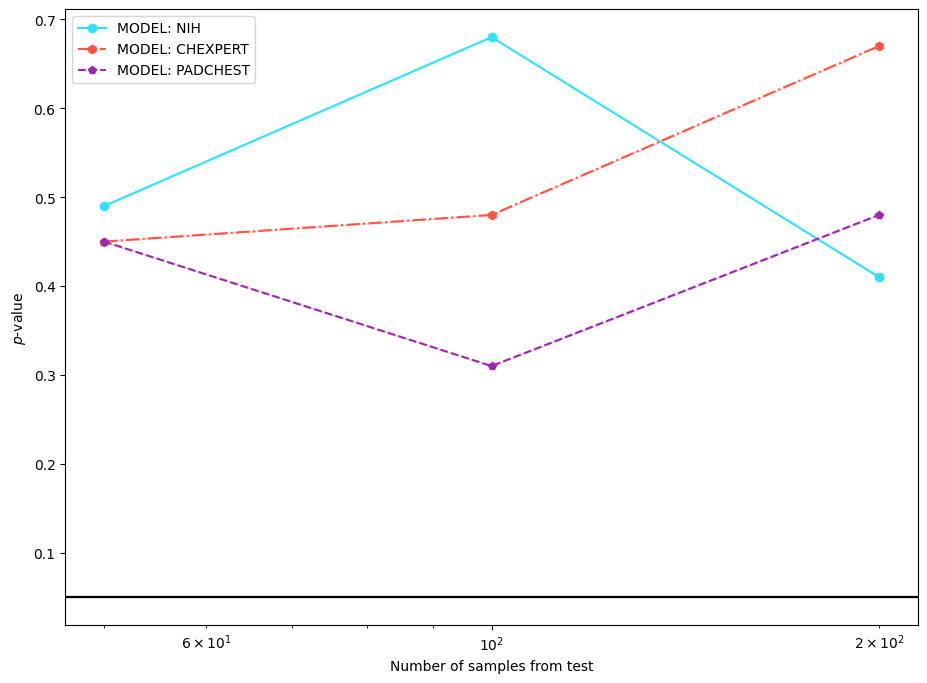 MODEL: NIH
MODEL: CHEXPERT
MODEL: PADCHEST
0.7
0.6
0.5
0.4
0.3
0.2
0.1
p-value
6 × 10¹
10²
2 × 10²
Number of samples from test